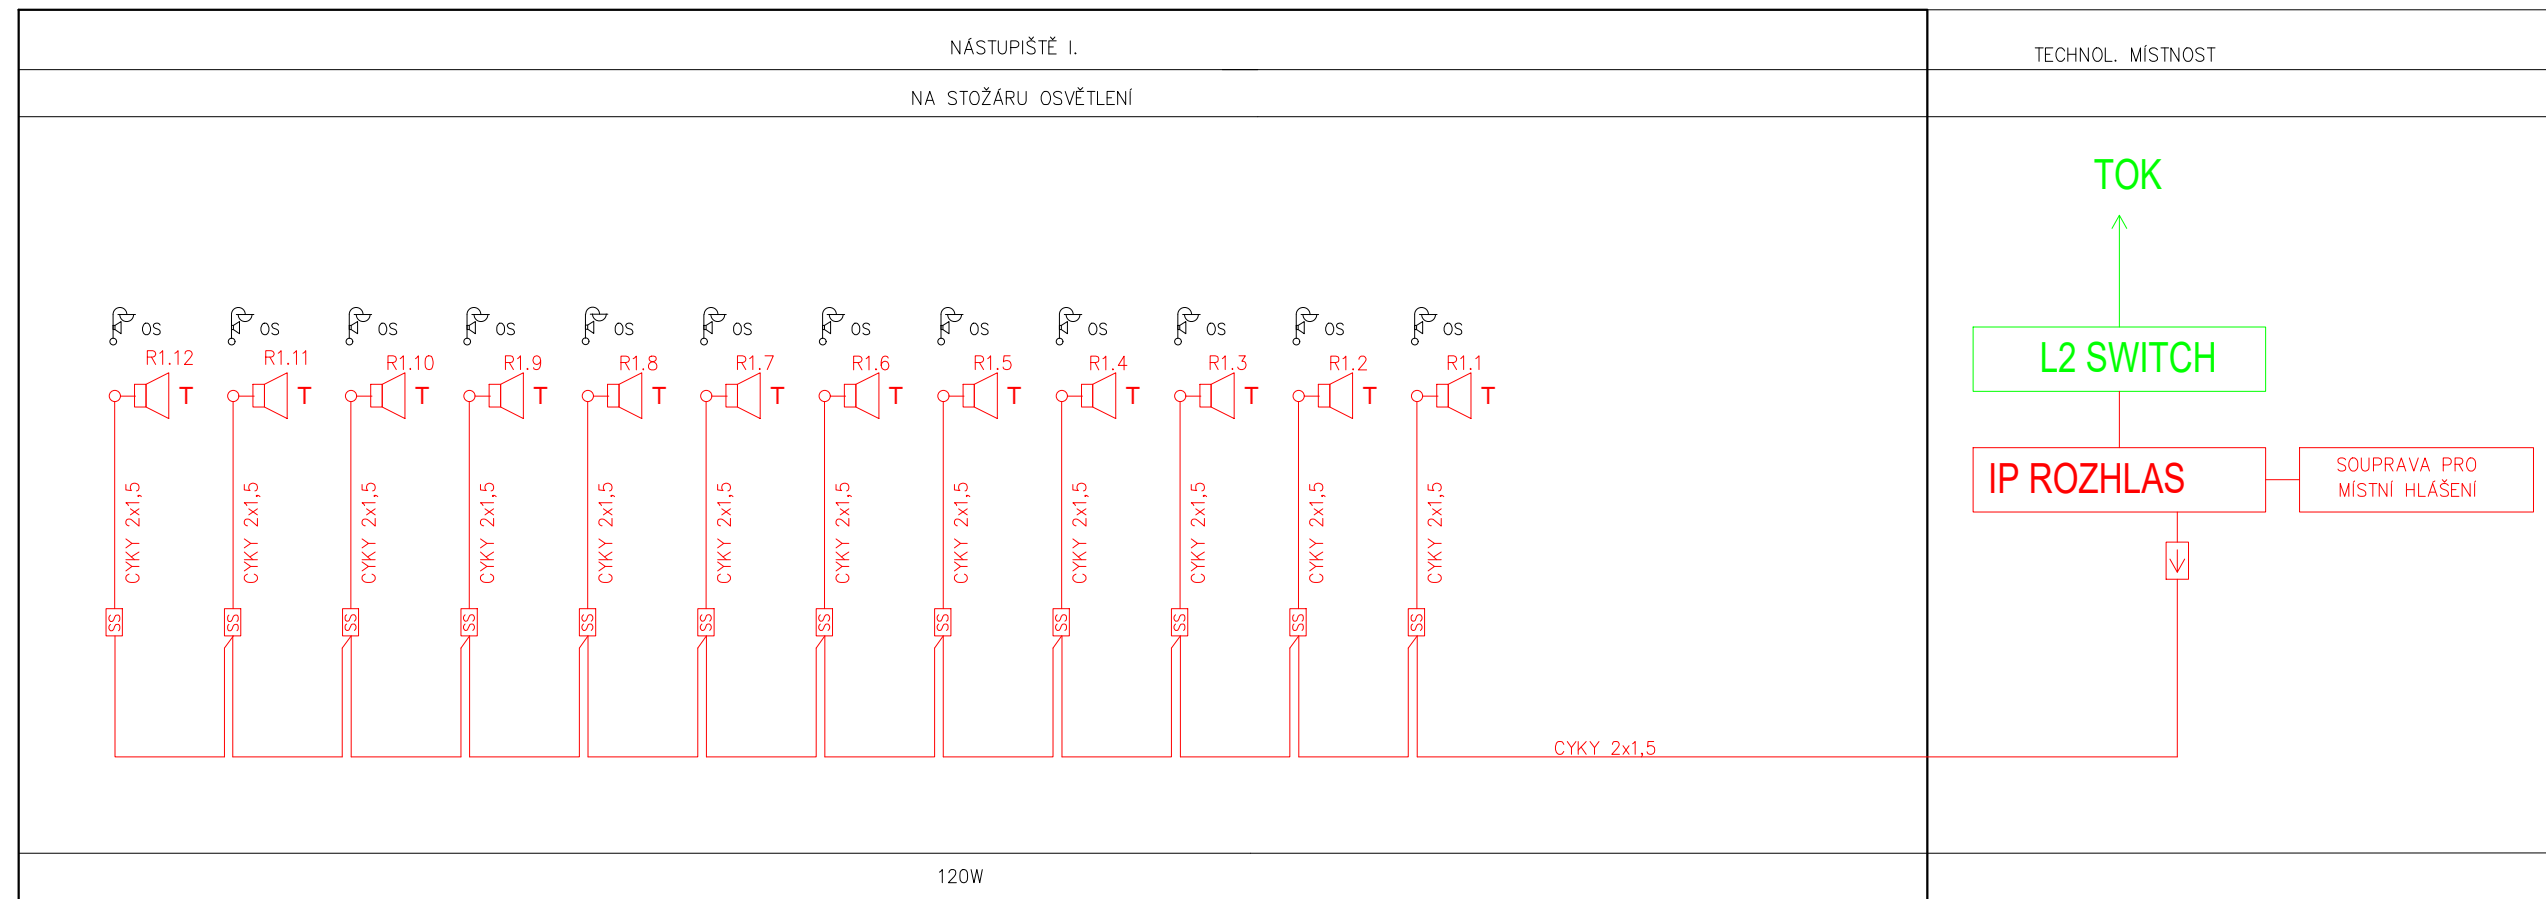 NÁSTUPIŠTĚ I.
TECHNOL. MÍSTNOST
NA STOŽÁRU OSVĚTLENÍ
TOK
OS OS OS OS OS OS OS OS OS OS OS OS
R1.12 R1.11 R1.10 R1.9 R1.8 R1.7 R1.6 R1.5 R1.4 R1.3 R1.2 R1.1
L2 SWITCH
T T T T T T T T T T T T
IP ROZHLAS
SOUPRAVA PRO
MÍSTNÍ HLÁŠENÍ
CYKY 2x1,5
CYKY 2x1,5
CYKY 2x1,5
CYKY 2x1,5
CYKY 2x1,5
CYKY 2x1,5
CYKY 2x1,5
CYKY 2x1,5
CYKY 2x1,5
CYKY 2x1,5
CYKY 2x1,5
CYKY 2x1,5
SS SS SS SS SS SS SS SS SS SS SS SS
CYKY 2x1,5
120W